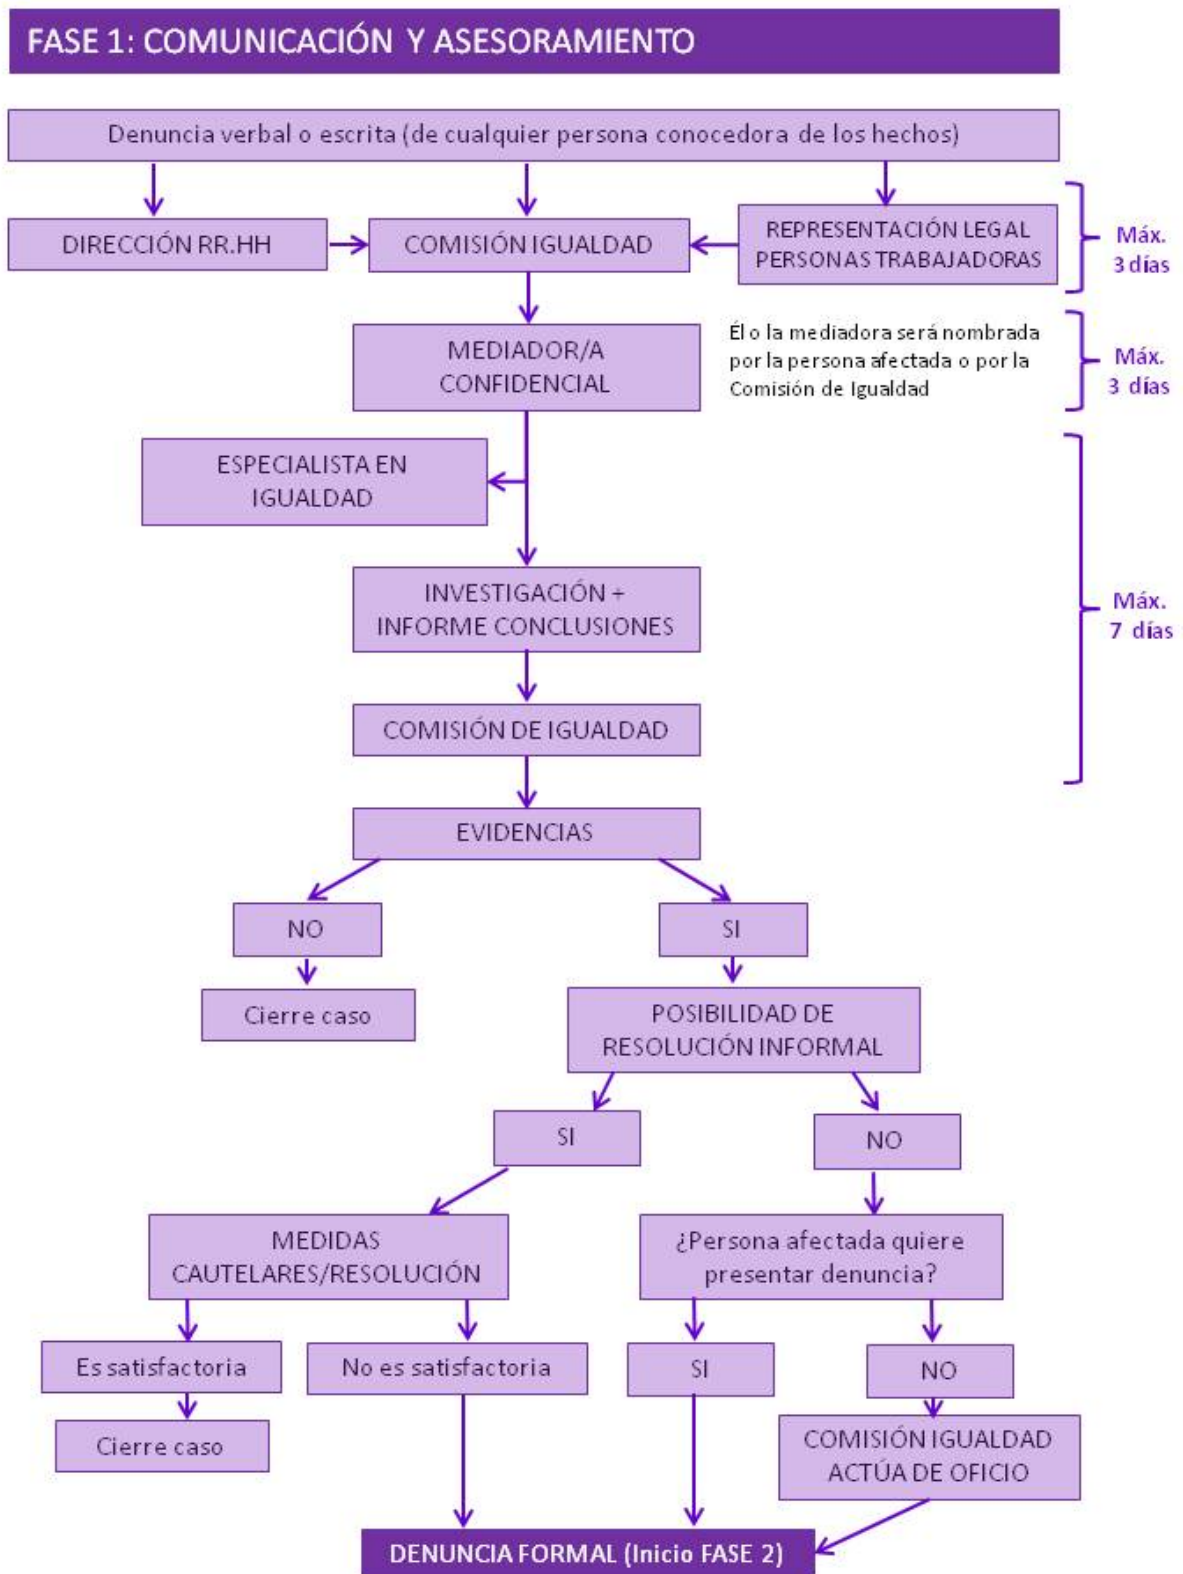 FASE 1: COMUNICACIÓN Y ASESORAMIENTO
Denuncia verbal o escrita (de cualquier persona conocedora de los hechos)
DIRECCIÓN RR.HH
COMISIÓN IGUALDAD
REPRESENTACIÓN LEGAL
PERSONAS TRABAJADORAS
Máx.
3 días
MEDIADOR/A
CONFIDENCIAL
Él o la mediadora será nombrada
por la persona afectada o por la
Comisión de Igualdad
Máx.
3 días
ESPECIALISTA EN
IGUALDAD
INVESTIGACIÓN +
INFORME CONCLUSIONES
Máx.
7 días
COMISIÓN DE IGUALDAD
EVIDENCIAS
NO
SI
Cierre caso
POSIBILIDAD DE
RESOLUCIÓN INFORMAL
SI
NO
MEDIDAS
CAUTELARES/RESOLUCIÓN
¿Persona afectada quiere
presentar denuncia?
Es satisfactoria
No es satisfactoria
SI
NO
Cierre caso
COMISIÓN IGUALDAD
ACTÚA DE OFICIO
DENUNCIA FORMAL (Inicio FASE 2)